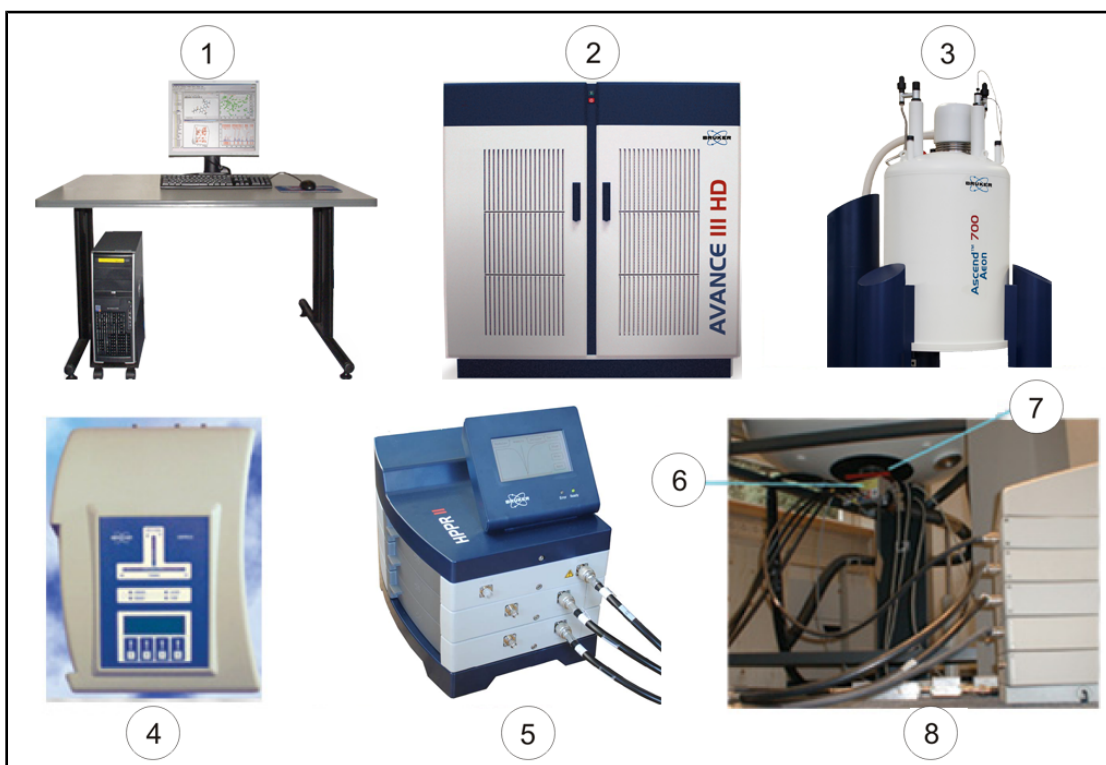 1
2
3
BRUKER
AVANCE III HD
BRUKER
Ascend™ 700
Aeon
4
5
6
7
8
BRUKER
HPPR II